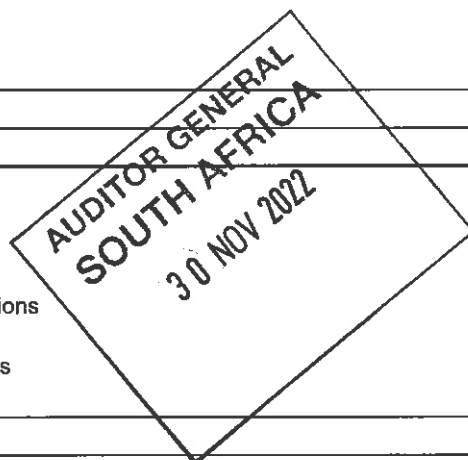 AUDITOR GENERAL
SOUTH AFRICA
30 NOV 2022
ions
s